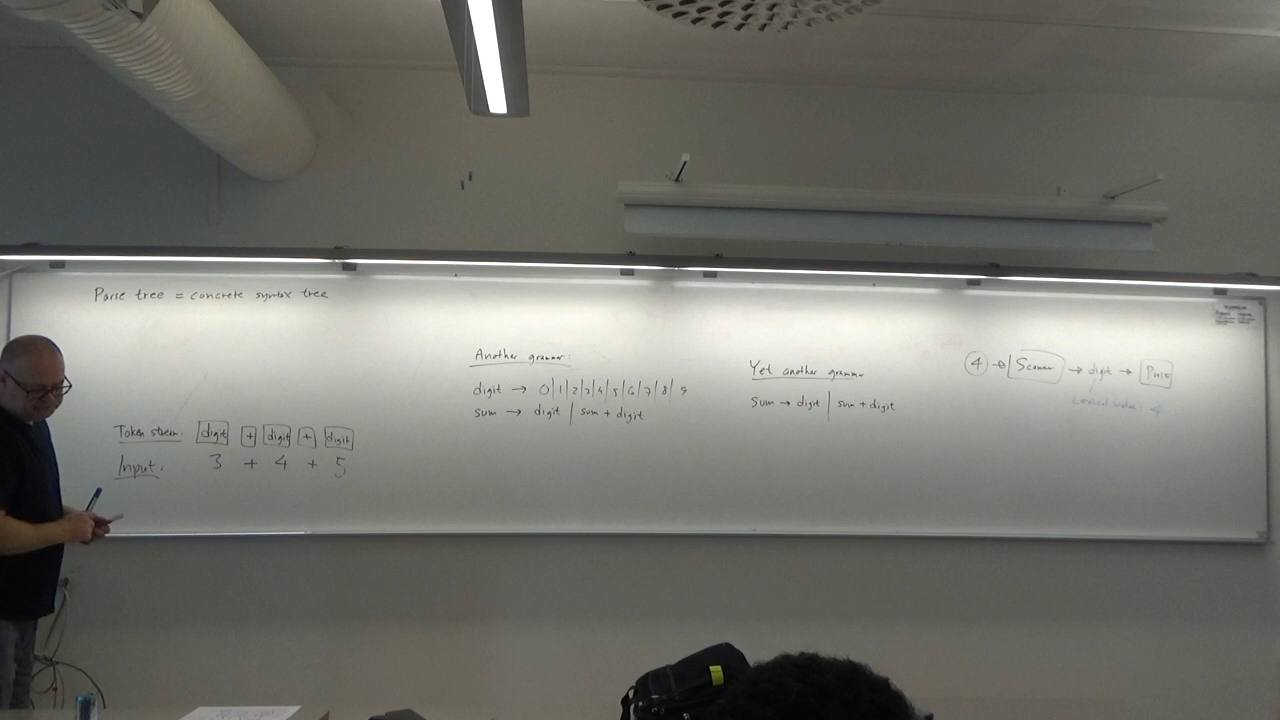 Parse tree = concrete syntax tree
Token stream: digit + digit + digit
Input: 3 + 4 + 5
Another grammar:
digit → 0|1|2|3|4|5|6|7|8|9
sum → digit | sum + digit
Yet another grammar
sum → digit | sum + digit
4 → Scanner → digit → Parse
Lexical value: 4